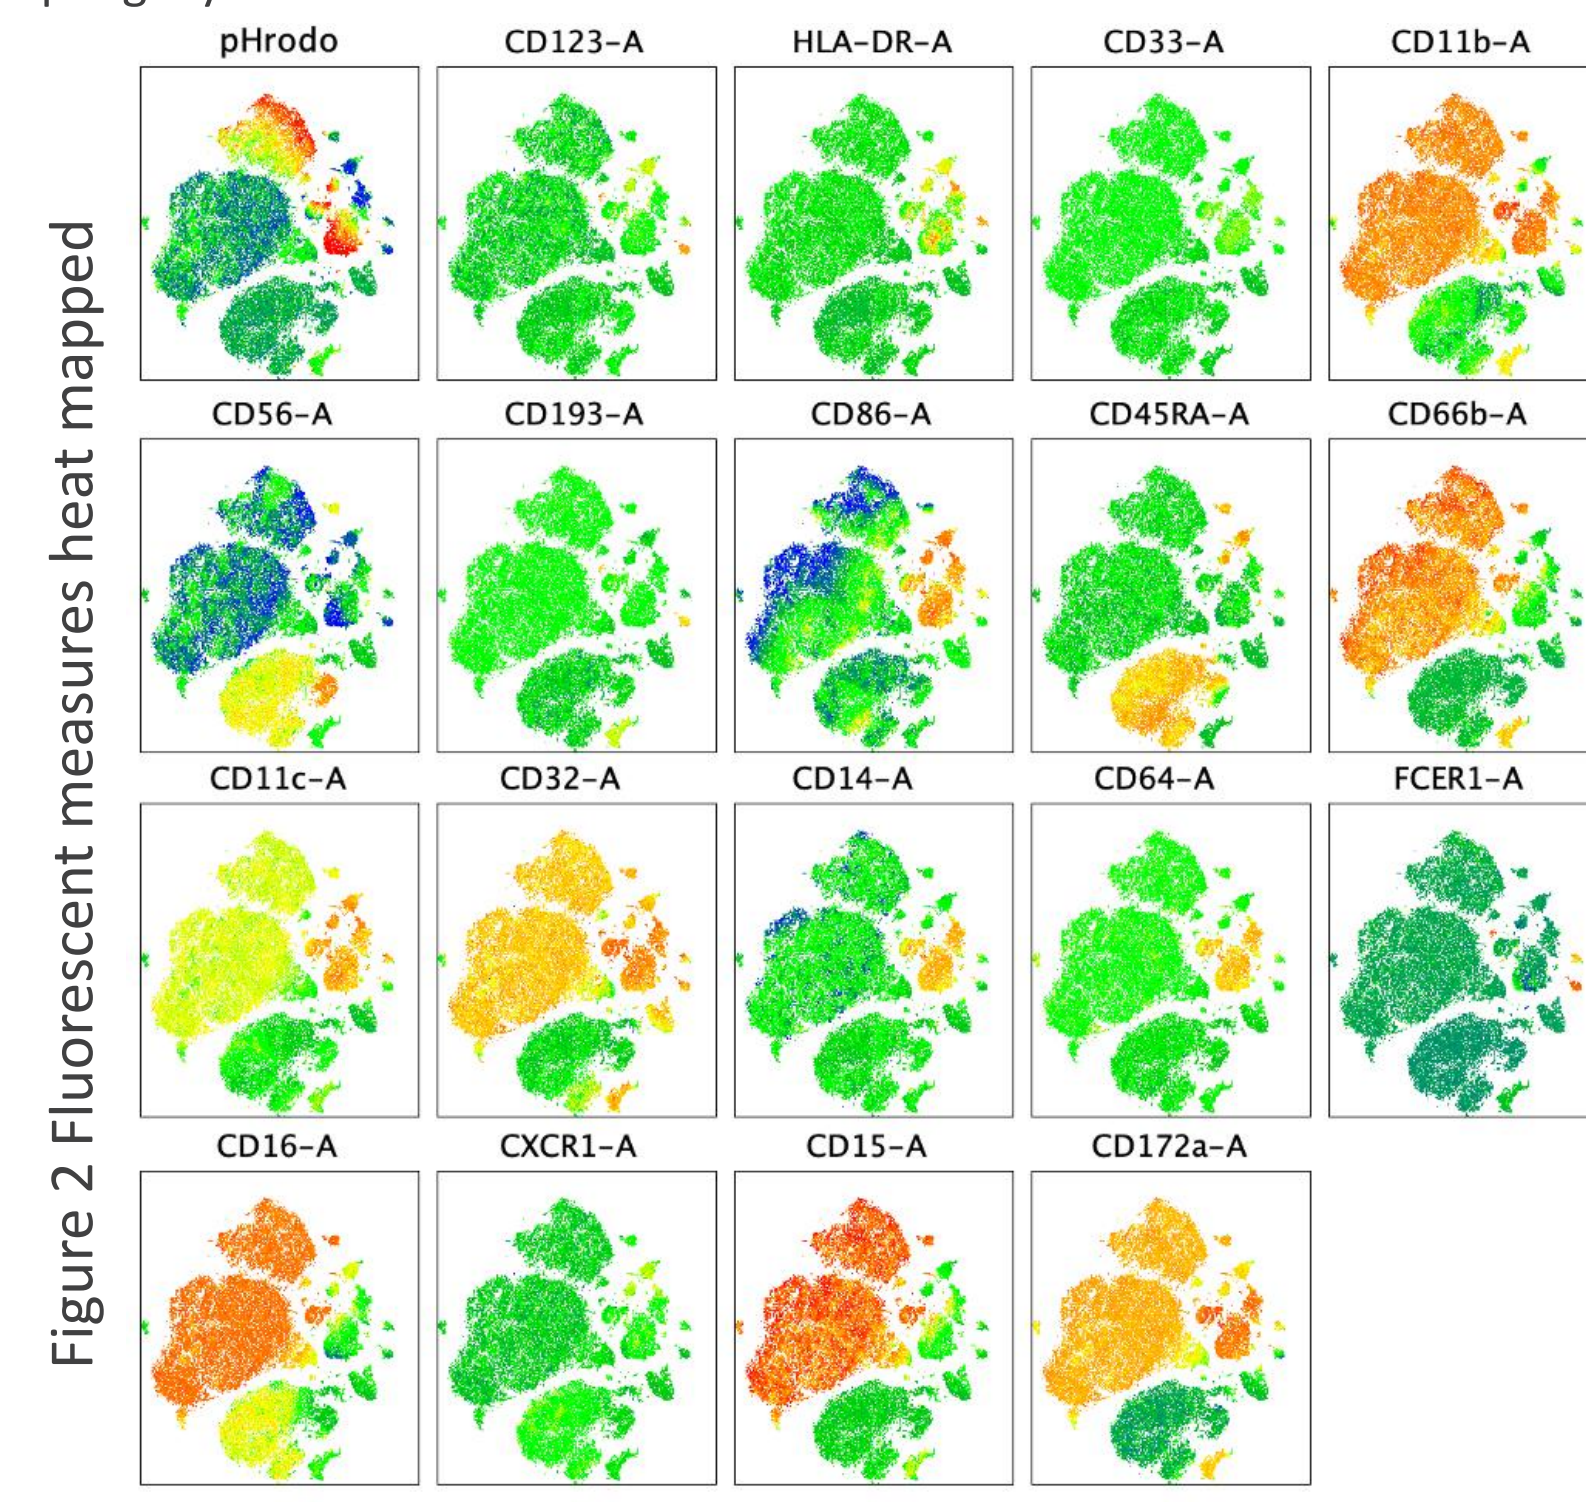 pHrodo CD123-A HLA-DR-A CD33-A CD11b-A
CD56-A CD193-A CD86-A CD45RA-A CD66b-A
CD11c-A CD32-A CD14-A CD64-A FCER1-A
CD16-A CXCR1-A CD15-A CD172a-A
Figure 2 Fluorescent measures heat mapped